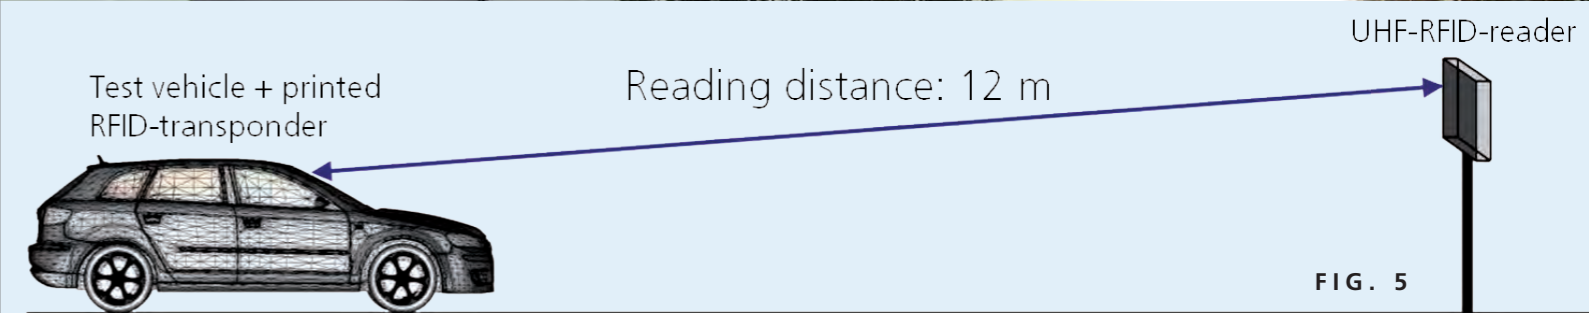 UHF-RFID-reader
Test vehicle + printed
RFID-transponder
Reading distance: 12 m
FIG. 5